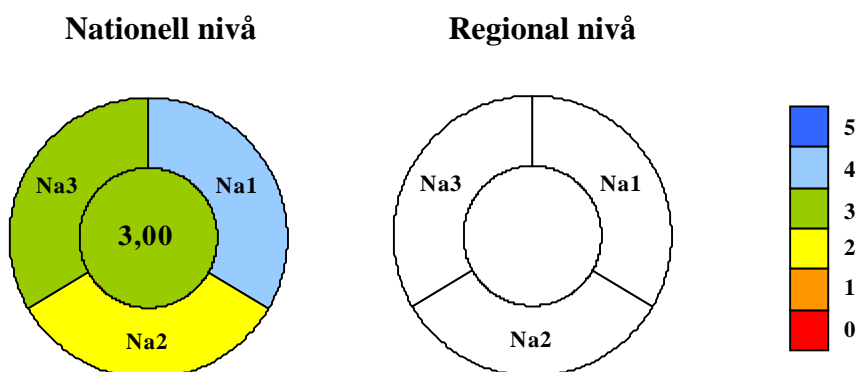 Nationell nivå
Regional nivå
Na3
Na1
3,00
Na2
Na3
Na1
Na2
5
4
3
2
1
0